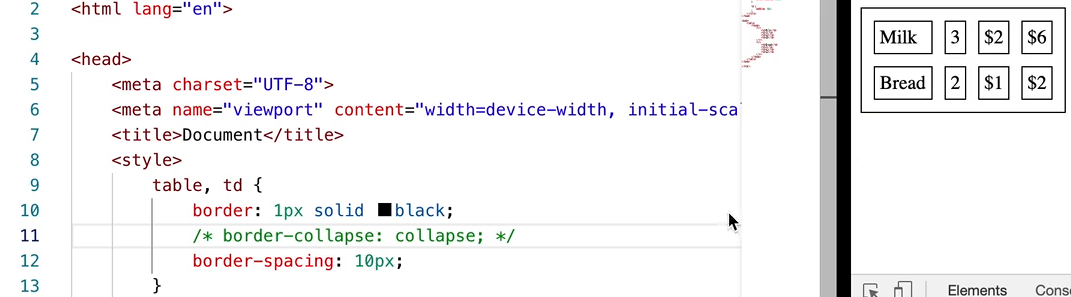 2 <html lang="en">
3
4 <head>
5 <meta charset="UTF-8">
6 <meta name="viewport" content="width=device-width, initial-sca
7 <title>Document</title>
8 <style>
9 table, td {
10 border: 1px solid black;
11 /* border-collapse: collapse; */
12 border-spacing: 10px;
13 }
Milk 3 $2 $6
Bread 2 $1 $2
Elements Cons